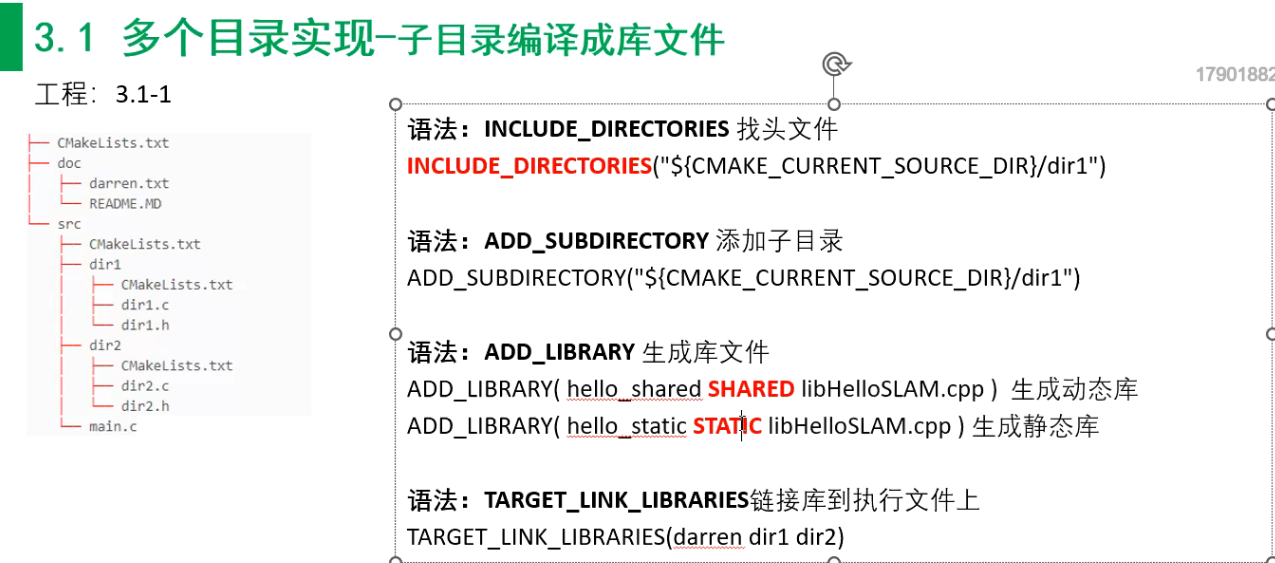 3.1 多个目录实现-子目录编译成库文件
17901882
工程：3.1-1
CMakeLists.txt
doc
darren.txt
README.MD
src
CMakeLists.txt
dir1
CMakeLists.txt
dir1.c
dir1.h
dir2
CMakeLists.txt
dir2.c
dir2.h
main.c
语法：INCLUDE_DIRECTORIES 找头文件
INCLUDE_DIRECTORIES("${CMAKE_CURRENT_SOURCE_DIR}/dir1")
语法：ADD_SUBDIRECTORY 添加子目录
ADD_SUBDIRECTORY("${CMAKE_CURRENT_SOURCE_DIR}/dir1")
语法：ADD_LIBRARY 生成库文件
ADD_LIBRARY( hello_shared SHARED libHelloSLAM.cpp ) 生成动态库
ADD_LIBRARY( hello_static STATIC libHelloSLAM.cpp ) 生成静态库
语法：TARGET_LINK_LIBRARIES链接库到执行文件上
TARGET_LINK_LIBRARIES(darren dir1 dir2)